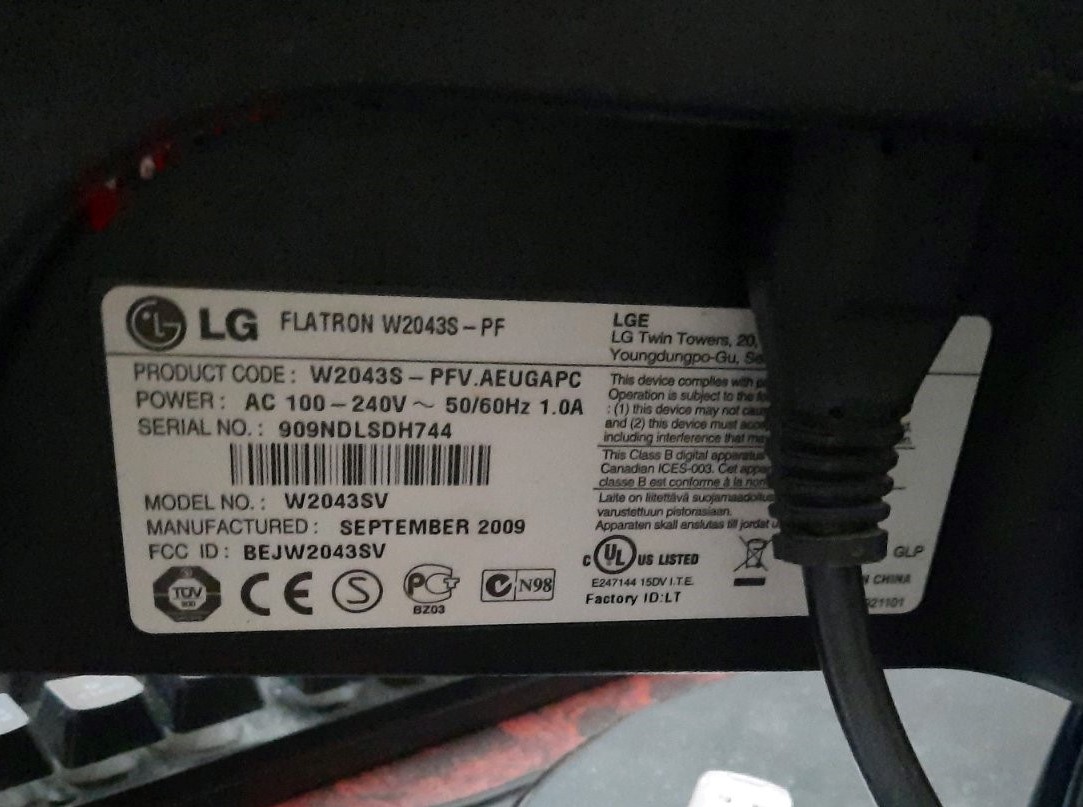 LG FLATRON W2043S-PF
LGE
LG Twin Towers, 20,
Youngdungpo-Gu,
PRODUCT CODE: W2043S-PFV.AEUGAPC
POWER: AC 100-240V ~ 50/60Hz 1.0A
SERIAL NO.: 909NDLSDH744
MODEL NO.: W2043SV
MANUFACTURED: SEPTEMBER 2009
FCC ID: BEJW2043SV
TÜV
CE
S
BZ03
N98
This device complies with
Operation is subject to the
: (1) this device may not
and (2) this device must
including interference that
This Class B digital apparatus
Canadian ICES-003. Cet
classe B est conforme à la
Laite on liitettävä
varustettuun pistorasiaan.
Apparaten skall anslutas till jordat
C UL US LISTED
E247144 15DV I.T.E.
Factory ID:LT
GLP
CHINA